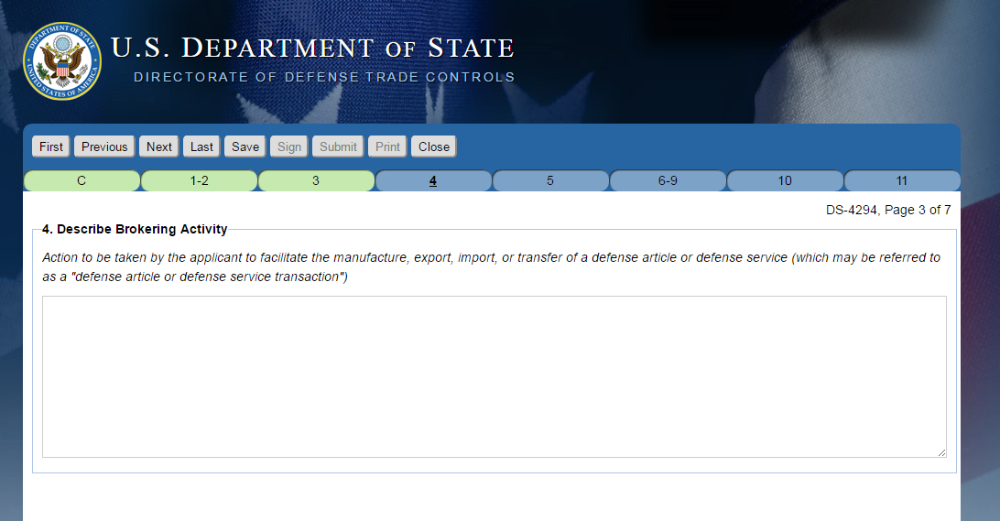 DEPARTMENT OF STATE
UNITED STATES OF AMERICA
U.S. DEPARTMENT OF STATE
DIRECTORATE OF DEFENSE TRADE CONTROLS
First Previous Next Last Save Sign Submit Print Close
C 1-2 3 4 5 6-9 10 11
DS-4294, Page 3 of 7
4. Describe Brokering Activity
Action to be taken by the applicant to facilitate the manufacture, export, import, or transfer of a defense article or defense service (which may be referred to
as a "defense article or defense service transaction")